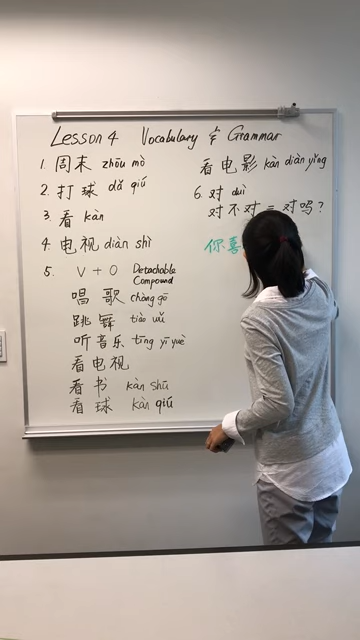 Lesson 4 Vocabulary & Grammar
1. 周末 zhōu mò
2. 打球 dǎ qiú
3. 看 kàn
4. 电视 diàn shì
5. V + O Detachable Compound
唱歌 chàng gē
跳舞 tiào wǔ
听音乐 tīng yīn yuè
看电视
看书 kàn shū
看球 kàn qiú
看电影 kàn diàn yǐng
6. 对 duì
对不对 = 对吗?
你喜